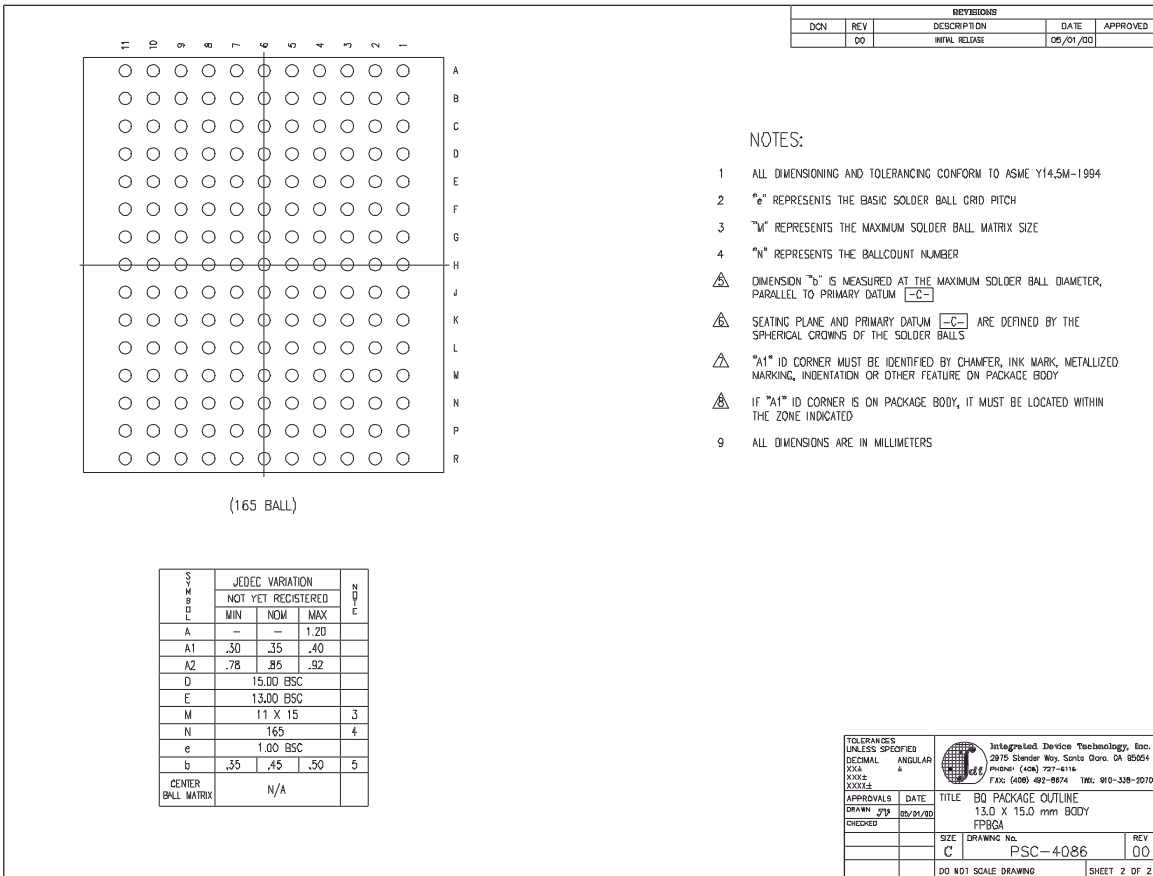 REVISIONS
DCN REV DESCRIPTION DATE APPROVED
00 INITIAL RELEASE 05/01/00
11 10 9 8 7 6 5 4 3 2 1
A
B
C
D
E
F
G
H
J
K
L
M
N
P
R
(165 BALL)
NOTES:
1 ALL DIMENSIONING AND TOLERANCING CONFORM TO ASME Y14.5M-1994
2 "e" REPRESENTS THE BASIC SOLDER BALL GRID PITCH
3 "M" REPRESENTS THE MAXIMUM SOLDER BALL MATRIX SIZE
4 "N" REPRESENTS THE BALLCOUNT NUMBER
5 DIMENSION "b" IS MEASURED AT THE MAXIMUM SOLDER BALL DIAMETER,
PARALLEL TO PRIMARY DATUM -C-
6 SEATING PLANE AND PRIMARY DATUM -C- ARE DEFINED BY THE
SPHERICAL CROWNS OF THE SOLDER BALLS
7 "A1" ID CORNER MUST BE IDENTIFIED BY CHAMFER, INK MARK, METALLIZED
MARKING, INDENTATION OR OTHER FEATURE ON PACKAGE BODY
8 IF "A1" ID CORNER IS ON PACKAGE BODY, IT MUST BE LOCATED WITHIN
THE ZONE INDICATED
9 ALL DIMENSIONS ARE IN MILLIMETERS
SYMBOL JEDEC VARIATION NOTE
NOT YET REGISTERED
MIN NOM MAX
A – – 1.20
A1 .30 .35 .40
A2 .78 .85 .92
D 15.00 BSC
E 13.00 BSC
M 11 X 15 3
N 165 4
e 1.00 BSC
b .35 .45 .50 5
CENTER
BALL MATRIX N/A
TOLERANCES
UNLESS SPECIFIED
DECIMAL ANGULAR
XX± ±
XXX±
XXXX±
idt
Integrated Device Technology, Inc.
2975 Stender Way, Santa Clara, CA 95054
PHONE: (408) 727-6116
FAX: (408) 492-8674 TWX: 910-338-2070
APPROVALS DATE
DRAWN 05/01/00
CHECKED
TITLE BQ PACKAGE OUTLINE
13.0 X 15.0 mm BODY
FPBGA
SIZE DRAWING No. REV
C PSC-4086 00
DO NOT SCALE DRAWING SHEET 2 OF 2